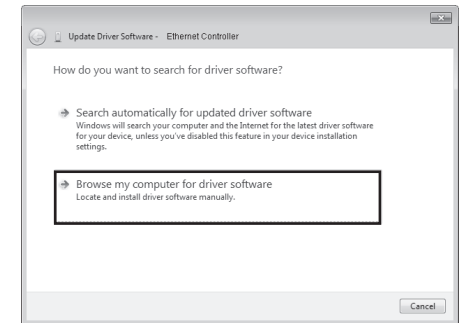 Update Driver Software - Ethernet Controller
How do you want to search for driver software?
Search automatically for updated driver software
Windows will search your computer and the Internet for the latest driver software
for your device, unless you've disabled this feature in your device installation
settings.
Browse my computer for driver software
Locate and install driver software manually.
Cancel